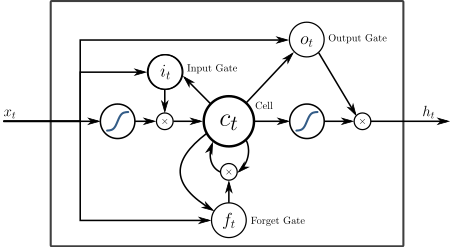 o_t Output Gate
i_t Input Gate
x_t
Cell
h_t
×
c_t
×
×
f_t Forget Gate